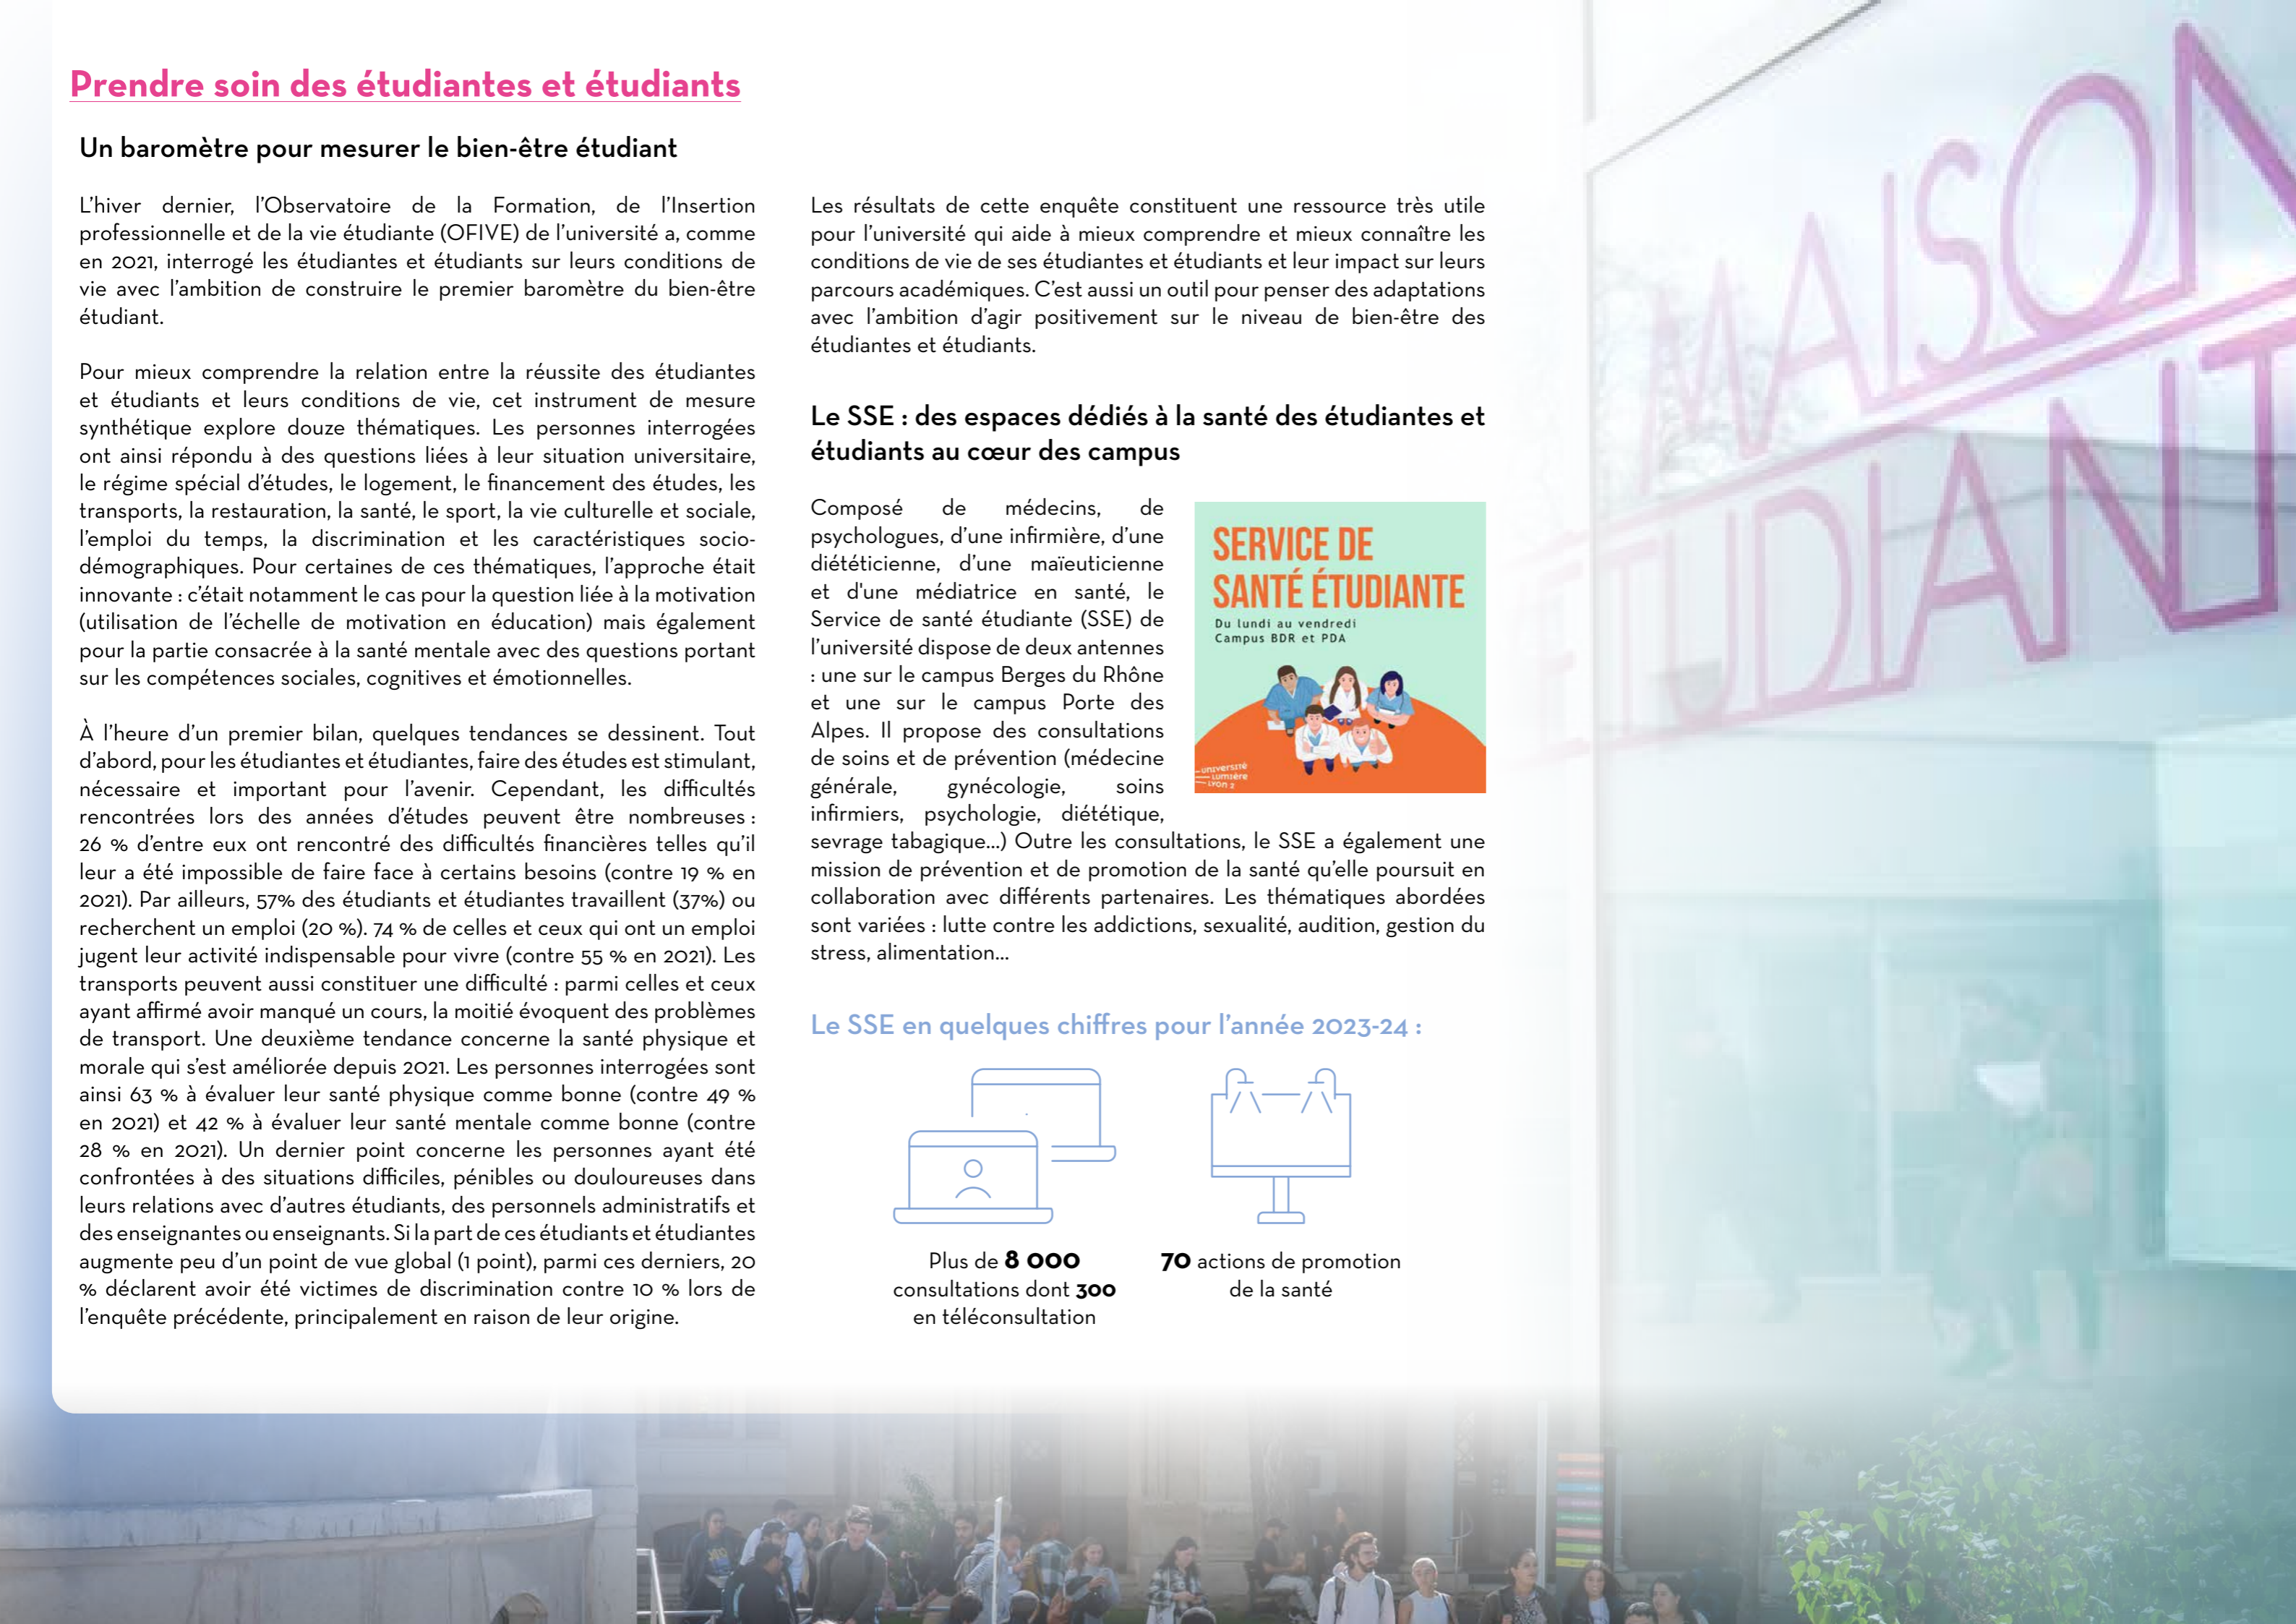 Prendre soin des étudiantes et étudiants
Un baromètre pour mesurer le bien-être étudiant
L'hiver dernier, l'Observatoire de la Formation, de l'Insertion
professionnelle et de la vie étudiante (OFIVE) de l'université a, comme
en 2021, interrogé les étudiantes et étudiants sur leurs conditions de
vie avec l'ambition de construire le premier baromètre du bien-être
étudiant.
Pour mieux comprendre la relation entre la réussite des étudiantes
et étudiants et leurs conditions de vie, cet instrument de mesure
synthétique explore douze thématiques. Les personnes interrogées
ont ainsi répondu à des questions liées à leur situation universitaire,
le régime spécial d'études, le logement, le financement des études, les
transports, la restauration, la santé, le sport, la vie culturelle et sociale,
l'emploi du temps, la discrimination et les caractéristiques socio-
démographiques. Pour certaines de ces thématiques, l'approche était
innovante : c'était notamment le cas pour la question liée à la motivation
(utilisation de l'échelle de motivation en éducation) mais également
pour la partie consacrée à la santé mentale avec des questions portant
sur les compétences sociales, cognitives et émotionnelles.
À l'heure d'un premier bilan, quelques tendances se dessinent. Tout
d'abord, pour les étudiantes et étudiantes, faire des études est stimulant,
nécessaire et important pour l'avenir. Cependant, les difficultés
rencontrées lors des années d'études peuvent être nombreuses :
26 % d'entre eux ont rencontré des difficultés financières telles qu'il
leur a été impossible de faire face à certains besoins (contre 19 % en
2021). Par ailleurs, 57% des étudiants et étudiantes travaillent (37%) ou
recherchent un emploi (20 %). 74 % de celles et ceux qui ont un emploi
jugent leur activité indispensable pour vivre (contre 55 % en 2021). Les
transports peuvent aussi constituer une difficulté : parmi celles et ceux
ayant affirmé avoir manqué un cours, la moitié évoquent des problèmes
de transport. Une deuxième tendance concerne la santé physique et
morale qui s'est améliorée depuis 2021. Les personnes interrogées sont
ainsi 63 % à évaluer leur santé physique comme bonne (contre 49 %
en 2021) et 42 % à évaluer leur santé mentale comme bonne (contre
28 % en 2021). Un dernier point concerne les personnes ayant été
confrontées à des situations difficiles, pénibles ou douloureuses dans
leurs relations avec d'autres étudiants, des personnels administratifs et
des enseignantes ou enseignants. Si la part de ces étudiants et étudiantes
augmente peu d'un point de vue global (1 point), parmi ces derniers, 20
% déclarent avoir été victimes de discrimination contre 10 % lors de
l'enquête précédente, principalement en raison de leur origine.
Les résultats de cette enquête constituent une ressource très utile
pour l'université qui aide à mieux comprendre et mieux connaître les
conditions de vie de ses étudiantes et étudiants et leur impact sur leurs
parcours académiques. C'est aussi un outil pour penser des adaptations
avec l'ambition d'agir positivement sur le niveau de bien-être des
étudiantes et étudiants.
Le SSE : des espaces dédiés à la santé des étudiantes et
étudiants au cœur des campus
Composé de médecins, de
psychologues, d'une infirmière, d'une
diététicienne, d'une maïeuticienne
et d'une médiatrice en santé, le
Service de santé étudiante (SSE) de
l'université dispose de deux antennes
: une sur le campus Berges du Rhône
et une sur le campus Porte des
Alpes. Il propose des consultations
de soins et de prévention (médecine
générale, gynécologie, soins
infirmiers, psychologie, diététique,
sevrage tabagique...) Outre les consultations, le SSE a également une
mission de prévention et de promotion de la santé qu'elle poursuit en
collaboration avec différents partenaires. Les thématiques abordées
sont variées : lutte contre les addictions, sexualité, audition, gestion du
stress, alimentation...
SERVICE DE
SANTÉ ÉTUDIANTE
Du lundi au vendredi
Campus BDR et PDA
UNIVERSITÉ
LUMIÈRE
LYON 2
Le SSE en quelques chiffres pour l'année 2023-24 :
Plus de 8 000
consultations dont 300
en téléconsultation
70 actions de promotion
de la santé
MAISON
ÉTUDIANT